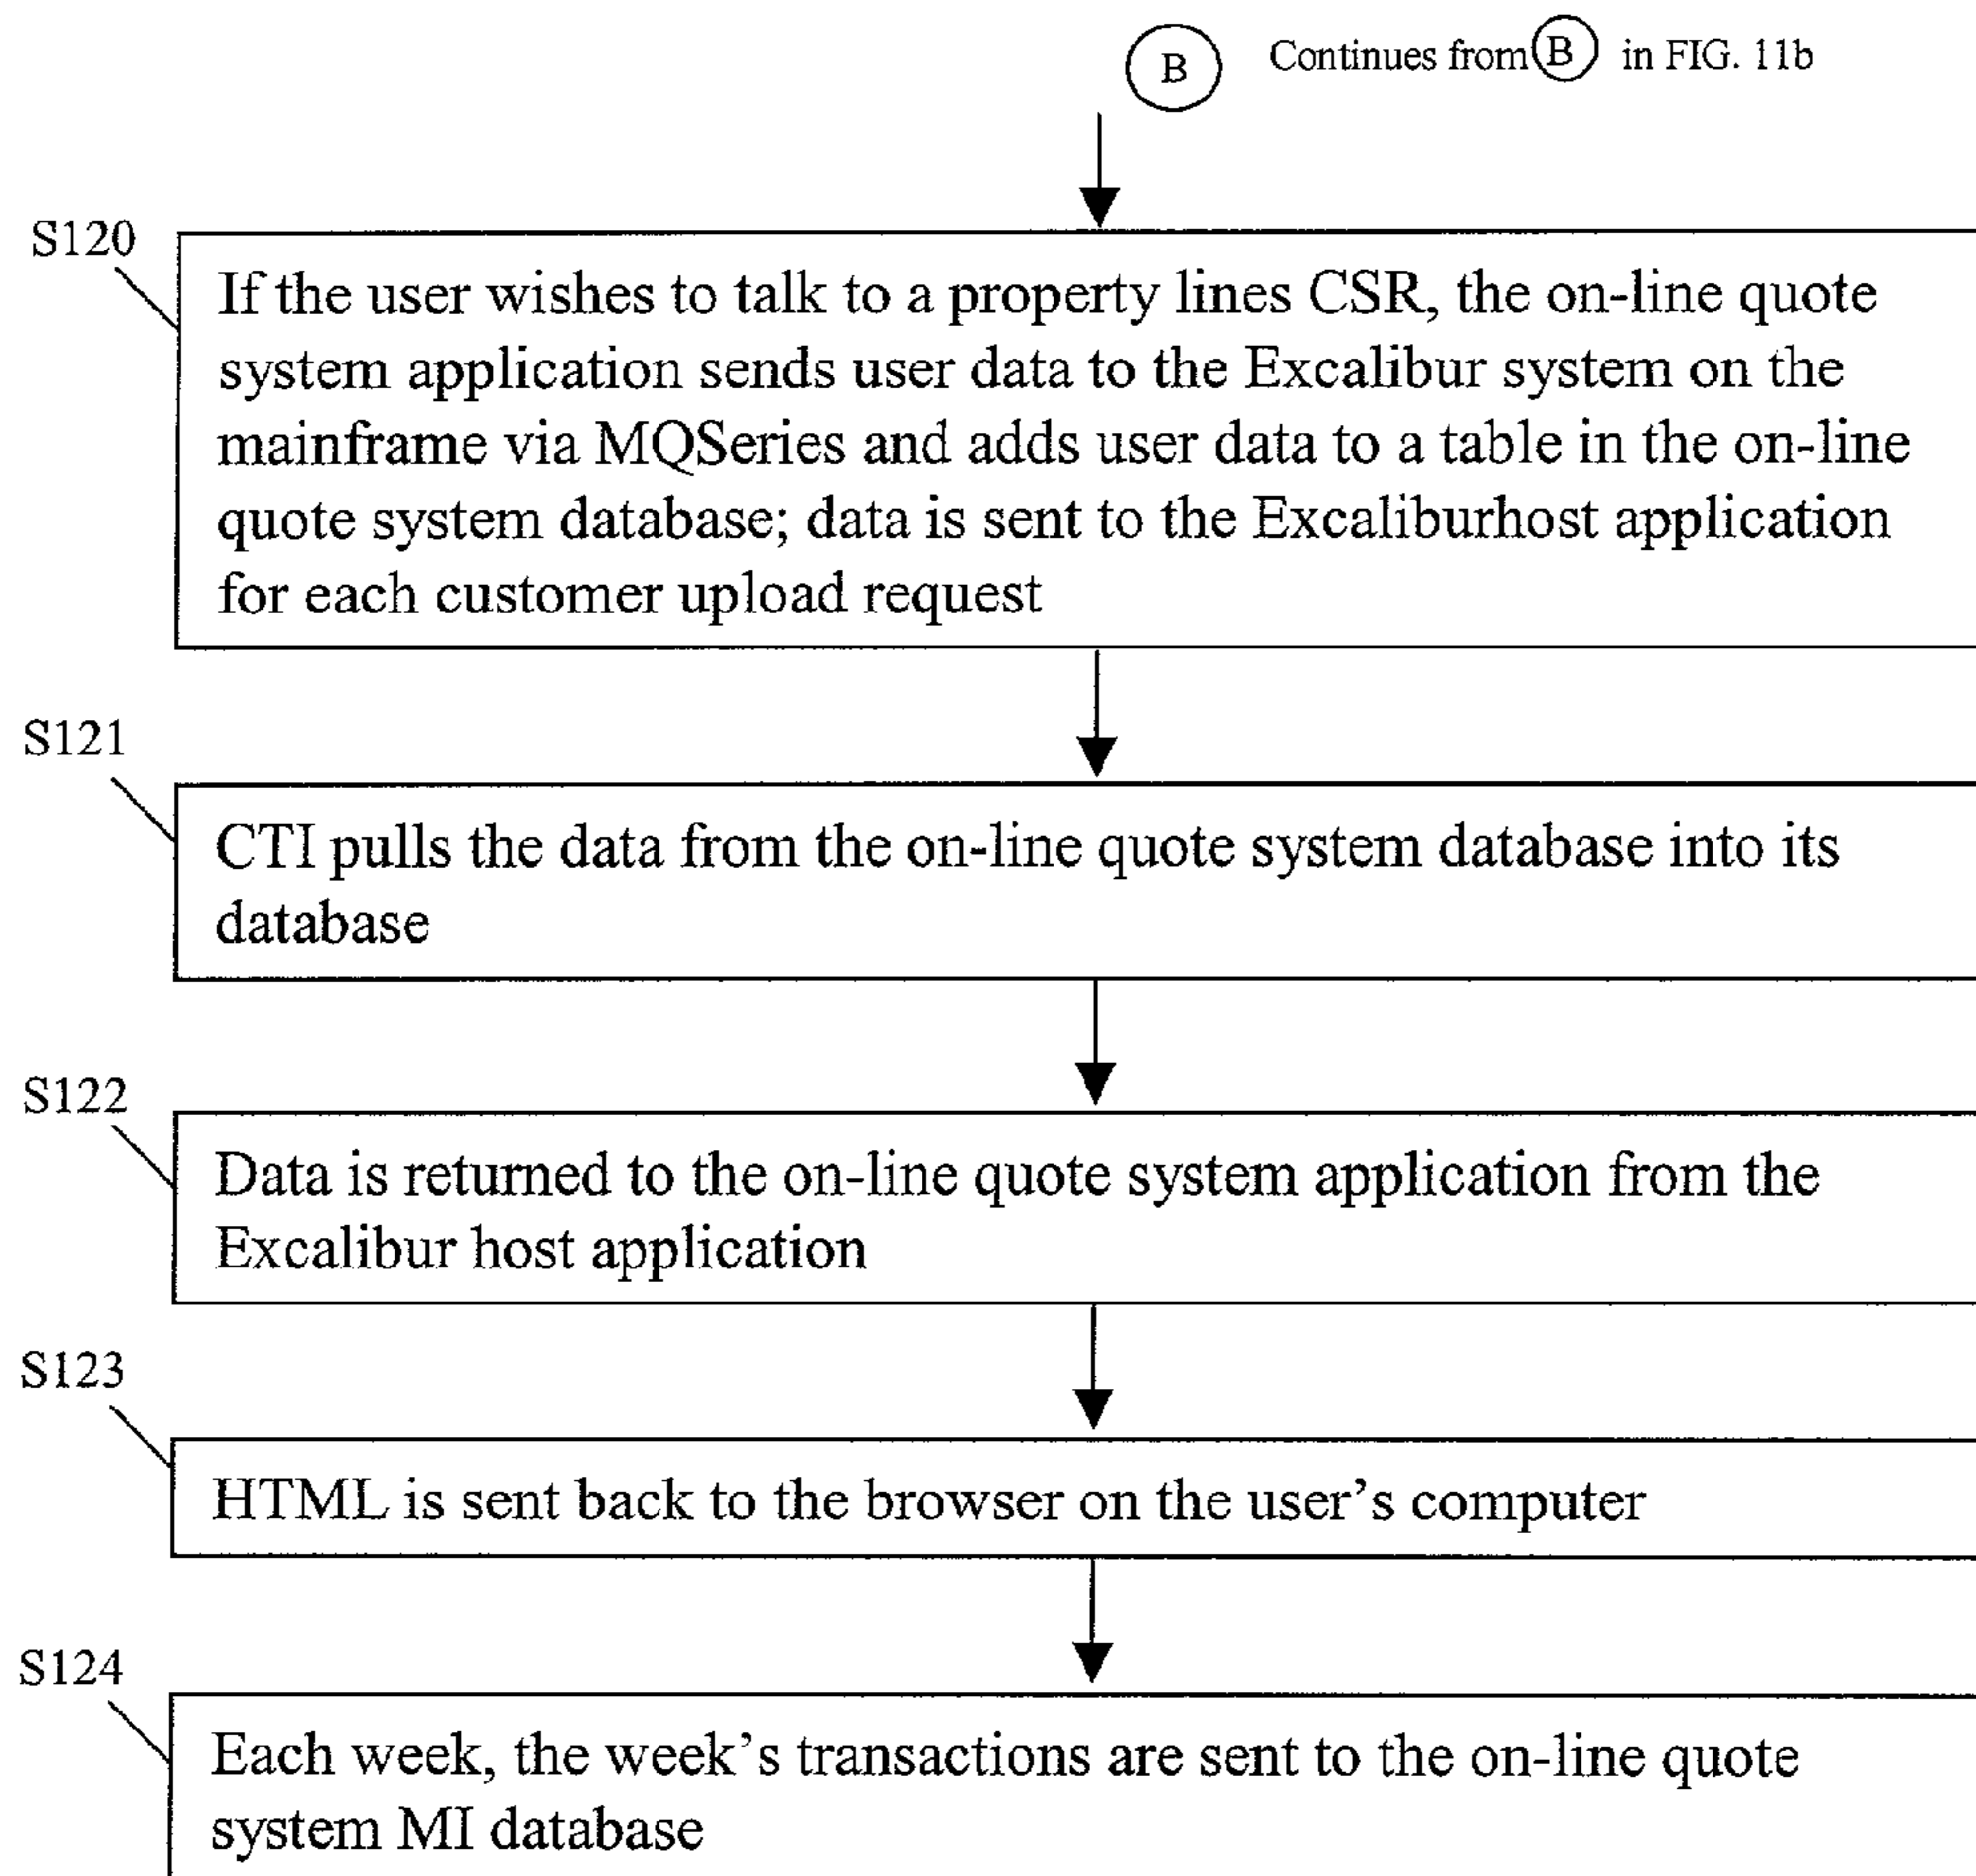 B Continues from B in FIG. 11b
S120
If the user wishes to talk to a property lines CSR, the on-line quote
system application sends user data to the Excalibur system on the
mainframe via MQSeries and adds user data to a table in the on-line
quote system database; data is sent to the Excaliburhost application
for each customer upload request
S121
CTI pulls the data from the on-line quote system database into its
database
S122
Data is returned to the on-line quote system application from the
Excalibur host application
S123
HTML is sent back to the browser on the user’s computer
S124
Each week, the week’s transactions are sent to the on-line quote
system MI database